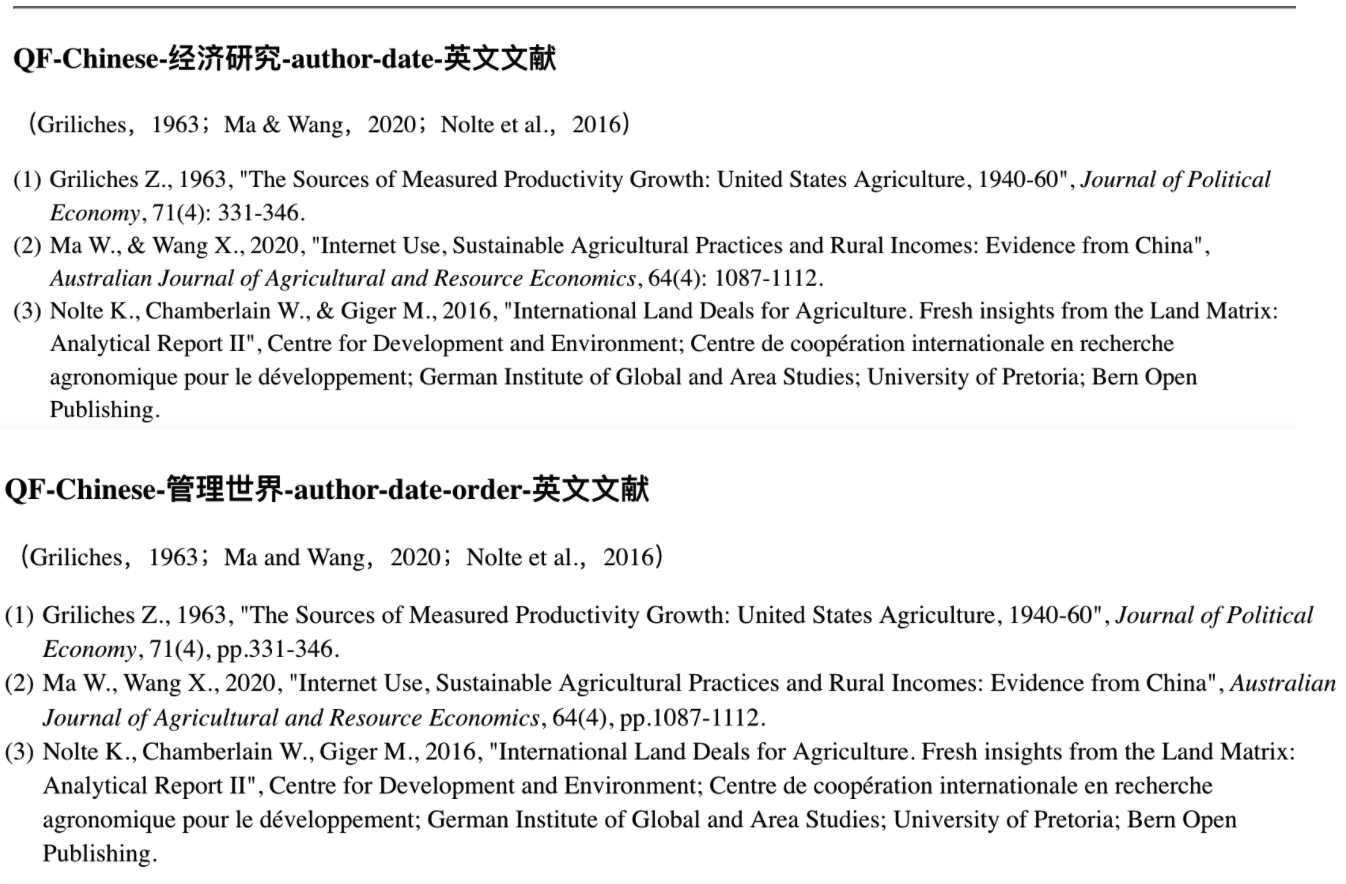 QF-Chinese-经济研究-author-date-英文文献
（Griliches，1963；Ma & Wang，2020；Nolte et al.，2016）
(1) Griliches Z., 1963, "The Sources of Measured Productivity Growth: United States Agriculture, 1940-60", Journal of Political
Economy, 71(4): 331-346.
(2) Ma W., & Wang X., 2020, "Internet Use, Sustainable Agricultural Practices and Rural Incomes: Evidence from China",
Australian Journal of Agricultural and Resource Economics, 64(4): 1087-1112.
(3) Nolte K., Chamberlain W., & Giger M., 2016, "International Land Deals for Agriculture. Fresh insights from the Land Matrix:
Analytical Report II", Centre for Development and Environment; Centre de coopération internationale en recherche
agronomique pour le développement; German Institute of Global and Area Studies; University of Pretoria; Bern Open
Publishing.
QF-Chinese-管理世界-author-date-order-英文文献
（Griliches，1963；Ma and Wang，2020；Nolte et al.，2016）
(1) Griliches Z., 1963, "The Sources of Measured Productivity Growth: United States Agriculture, 1940-60", Journal of Political
Economy, 71(4), pp.331-346.
(2) Ma W., Wang X., 2020, "Internet Use, Sustainable Agricultural Practices and Rural Incomes: Evidence from China", Australian
Journal of Agricultural and Resource Economics, 64(4), pp.1087-1112.
(3) Nolte K., Chamberlain W., Giger M., 2016, "International Land Deals for Agriculture. Fresh insights from the Land Matrix:
Analytical Report II", Centre for Development and Environment; Centre de coopération internationale en recherche
agronomique pour le développement; German Institute of Global and Area Studies; University of Pretoria; Bern Open
Publishing.